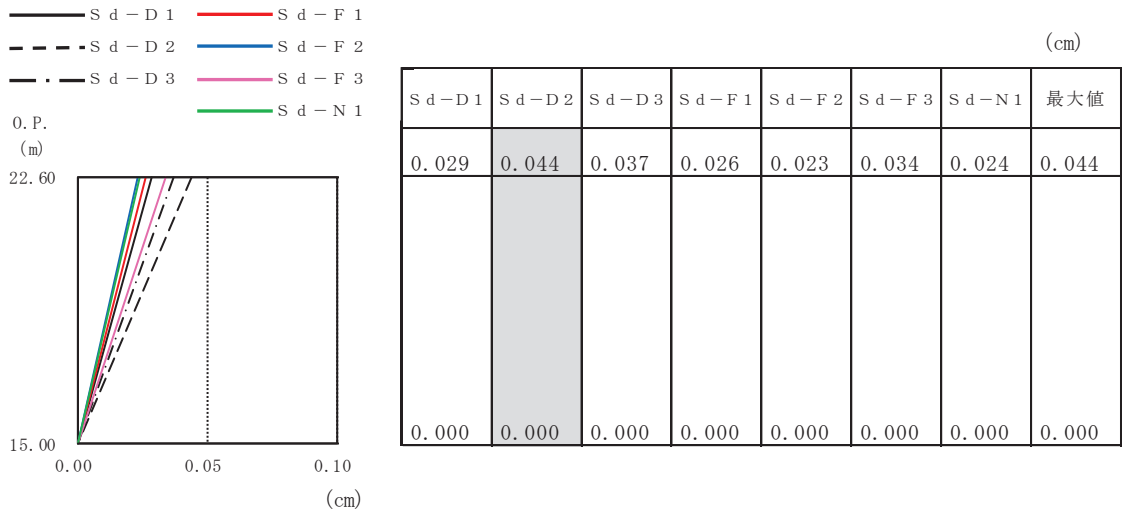 Ｓｄ－Ｄ１ Ｓｄ－Ｆ１
Ｓｄ－Ｄ２ Ｓｄ－Ｆ２
Ｓｄ－Ｄ３ Ｓｄ－Ｆ３
Ｓｄ－Ｎ１
O.P.
(m)
22.60
15.00
0.00 0.05 0.10
(cm)
(cm)
Ｓｄ－Ｄ１ Ｓｄ－Ｄ２ Ｓｄ－Ｄ３ Ｓｄ－Ｆ１ Ｓｄ－Ｆ２ Ｓｄ－Ｆ３ Ｓｄ－Ｎ１ 最大値
0.029 0.044 0.037 0.026 0.023 0.034 0.024 0.044
0.000 0.000 0.000 0.000 0.000 0.000 0.000 0.000